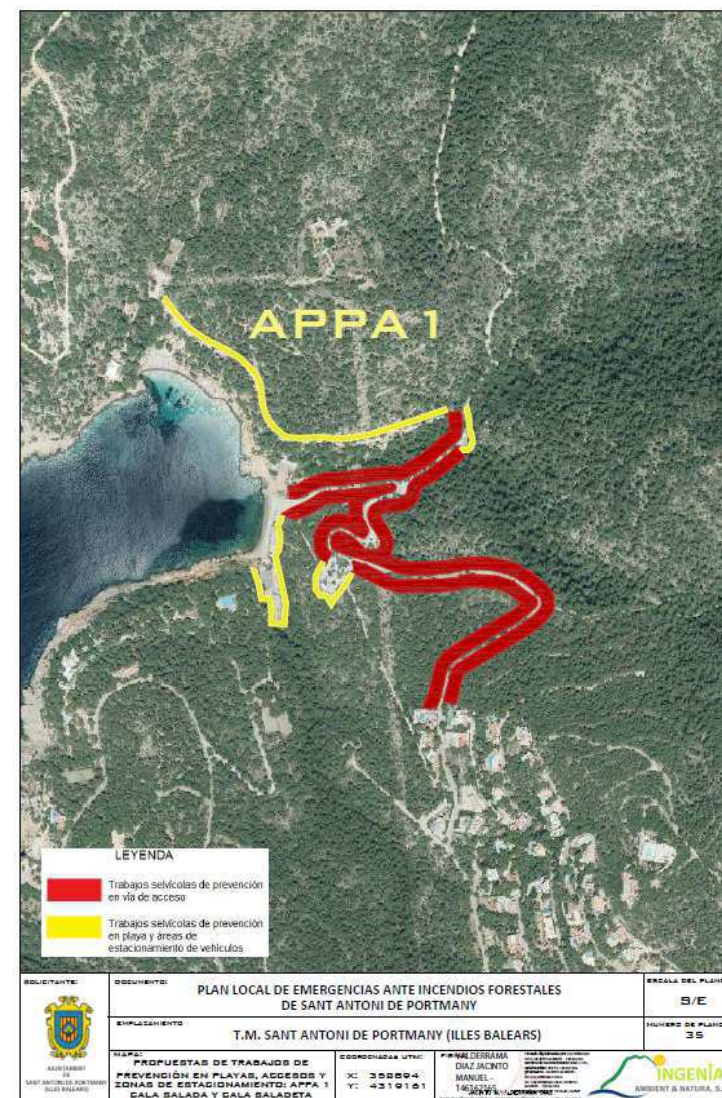 APPA 1
LEYENDA
Trabajos selvícolas de prevención
en vía de acceso
Trabajos selvícolas de prevención
en playa y áreas de
estacionamiento de vehículos
SOLICITANTE:
AJUNTAMENT
DE
SANT ANTONI DE PORTMANY
(ILLES BALEARS)
DOCUMENTO:
PLAN LOCAL DE EMERGENCIAS ANTE INCENDIOS FORESTALES
DE SANT ANTONI DE PORTMANY
ESCALA DEL PLANO
S/E
EMPLAZAMIENTO
T.M. SANT ANTONI DE PORTMANY (ILLES BALEARS)
NUMERO DE PLANO
35
MAPA:
PROPUESTAS DE TRABAJOS DE
PREVENCIÓN EN PLAYAS, ACCESOS Y
ZONAS DE ESTACIONAMIENTO: APPA 1
CALA SALADA Y CALA SALADETA
COORDENADAS UTM:
X: 358894
Y: 4319161
VALDERRAMA
DIAZ JACINTO
MANUEL -
INGENIA
AMBIENT & NATURA, S.